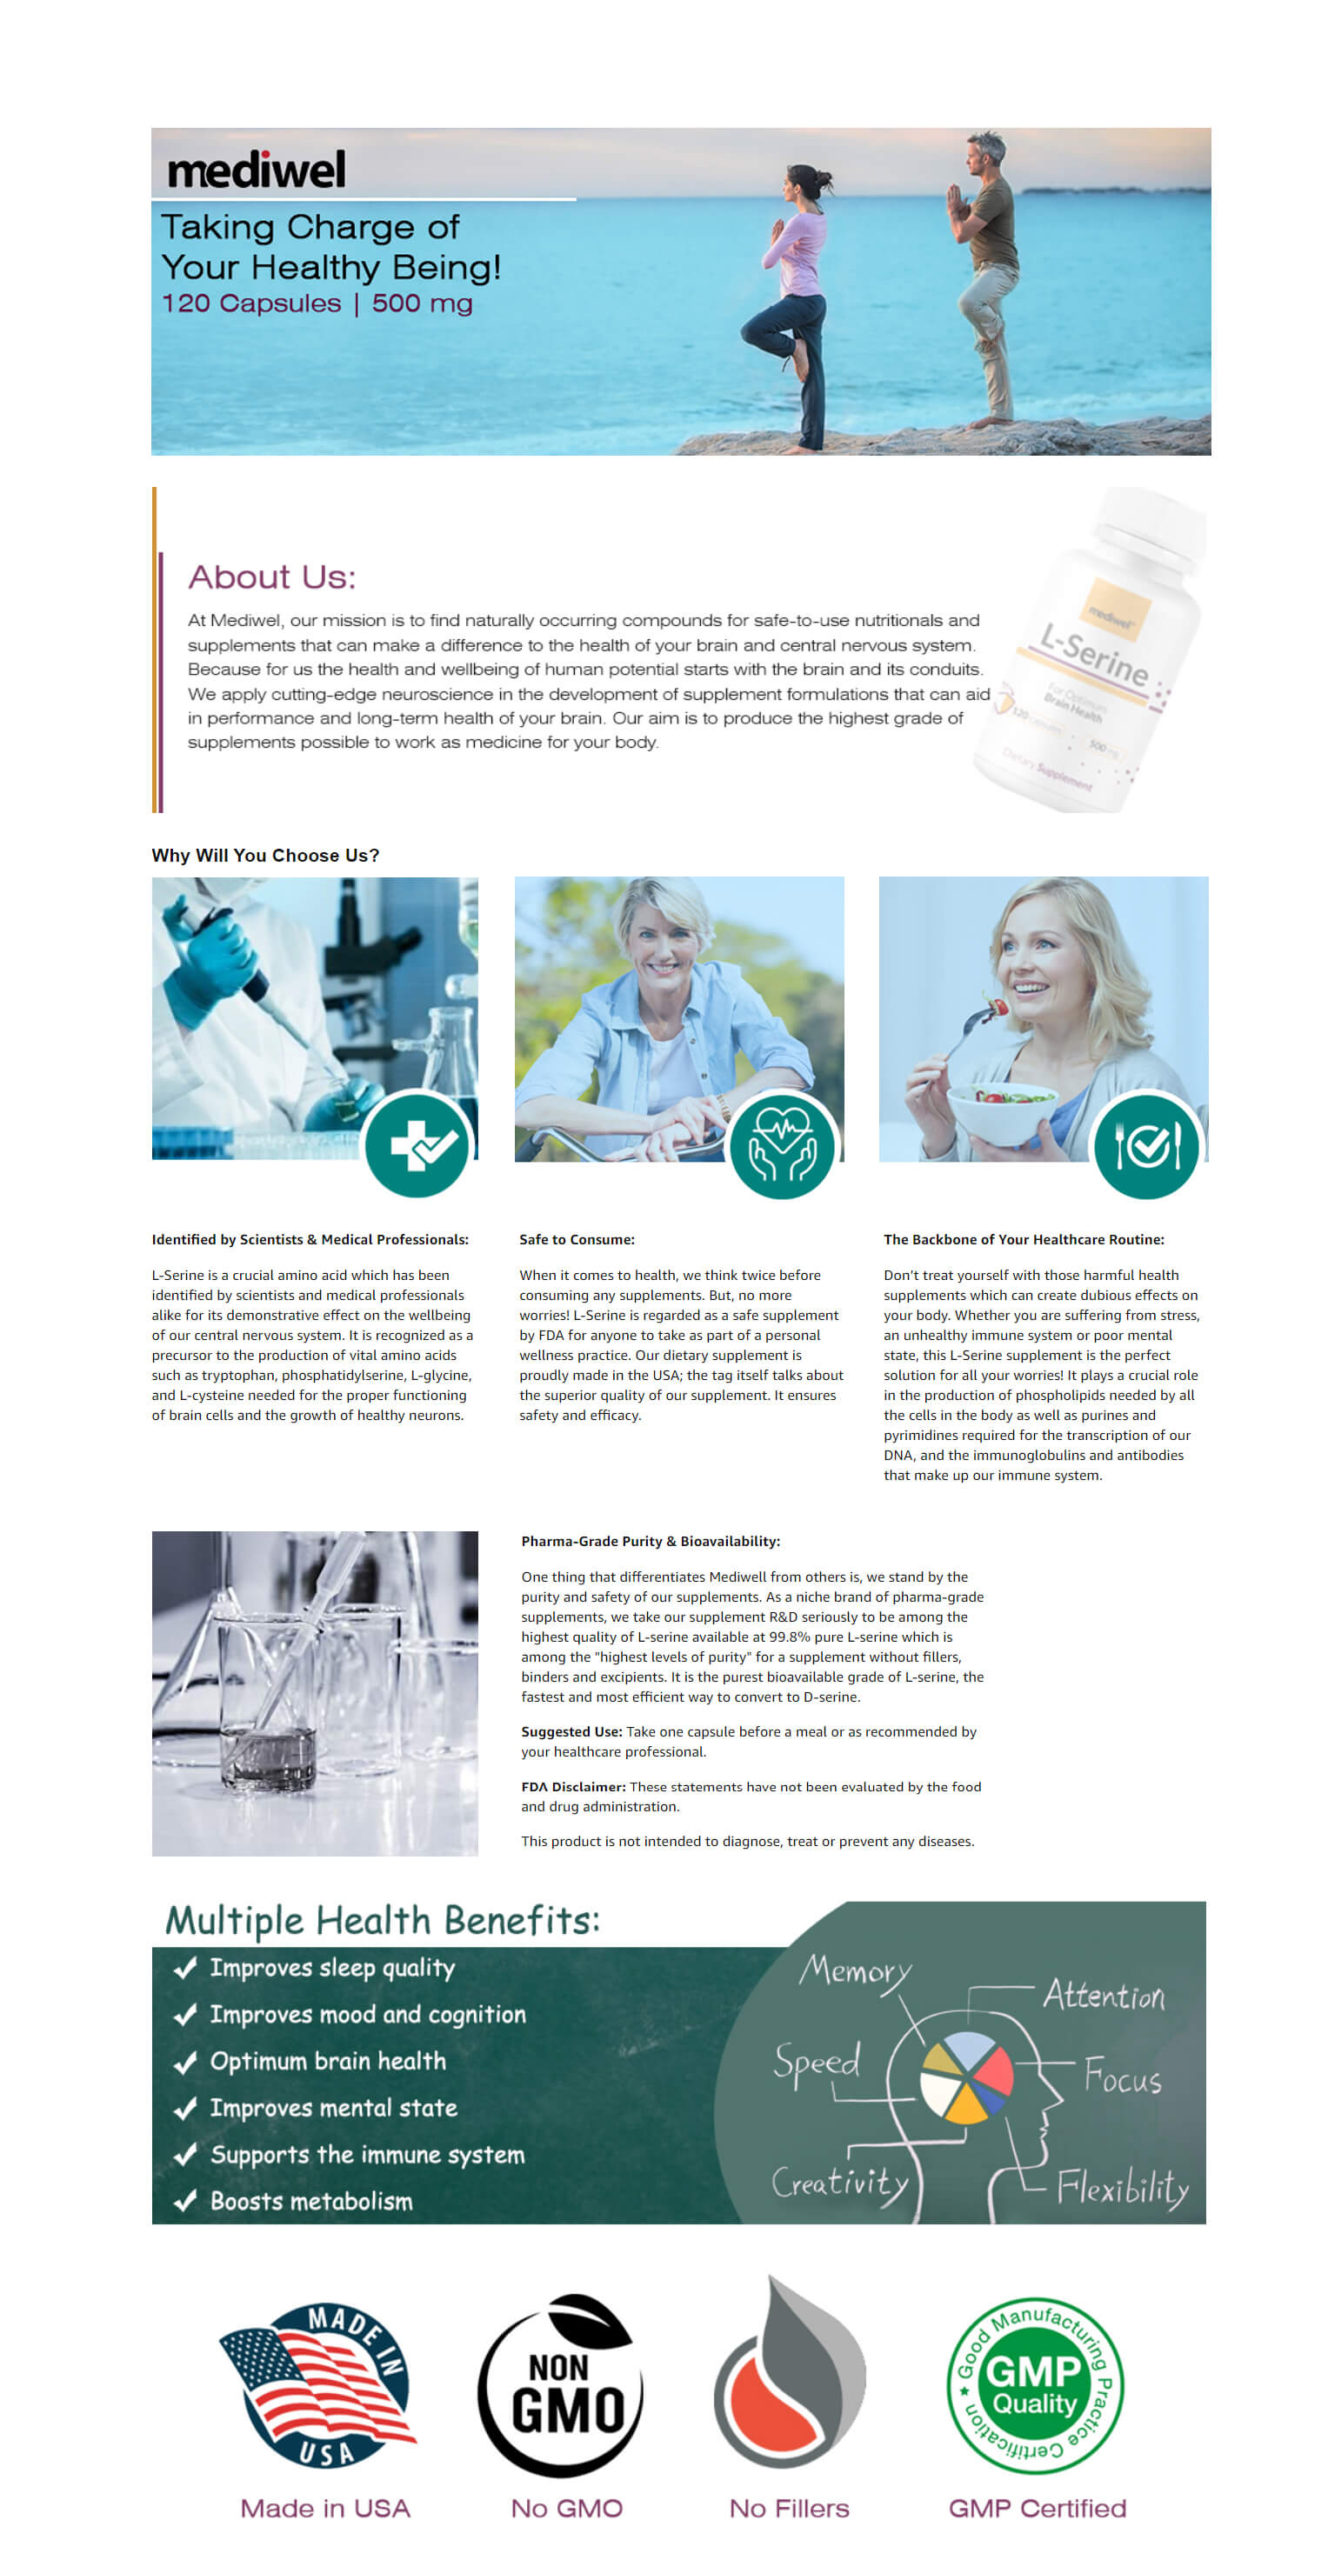 mediwel
Taking Charge of
Your Healthy Being!
120 Capsules | 500 mg
About Us:
At Mediwel, our mission is to find naturally occurring compounds for safe-to-use nutritionals and
supplements that can make a difference to the health of your brain and central nervous system.
Because for us the health and wellbeing of human potential starts with the brain and its conduits.
We apply cutting-edge neuroscience in the development of supplement formulations that can aid
in performance and long-term health of your brain. Our aim is to produce the highest grade of
supplements possible to work as medicine for your body.
mediwel
L-Serine
For Optimum
Brain Health
120 capsules
500 mg
Dietary Supplement
Why Will You Choose Us?
Identified by Scientists & Medical Professionals:
L-Serine is a crucial amino acid which has been
identified by scientists and medical professionals
alike for its demonstrative effect on the wellbeing
of our central nervous system. It is recognized as a
precursor to the production of vital amino acids
such as tryptophan, phosphatidylserine, L-glycine,
and L-cysteine needed for the proper functioning
of brain cells and the growth of healthy neurons.
Safe to Consume:
When it comes to health, we think twice before
consuming any supplements. But, no more
worries! L-Serine is regarded as a safe supplement
by FDA for anyone to take as part of a personal
wellness practice. Our dietary supplement is
proudly made in the USA; the tag itself talks about
the superior quality of our supplement. It ensures
safety and efficacy.
The Backbone of Your Healthcare Routine:
Don't treat yourself with those harmful health
supplements which can create dubious effects on
your body. Whether you are suffering from stress,
an unhealthy immune system or poor mental
state, this L-Serine supplement is the perfect
solution for all your worries! It plays a crucial role
in the production of phospholipids needed by all
the cells in the body as well as purines and
pyrimidines required for the transcription of our
DNA, and the immunoglobulins and antibodies
that make up our immune system.
Pharma-Grade Purity & Bioavailability:
One thing that differentiates Mediwell from others is, we stand by the
purity and safety of our supplements. As a niche brand of pharma-grade
supplements, we take our supplement R&D seriously to be among the
highest quality of L-serine available at 99.8% pure L-serine which is
among the "highest levels of purity" for a supplement without fillers,
binders and excipients. It is the purest bioavailable grade of L-serine, the
fastest and most efficient way to convert to D-serine.
Suggested Use: Take one capsule before a meal or as recommended by
your healthcare professional.
FDA Disclaimer: These statements have not been evaluated by the food
and drug administration.
This product is not intended to diagnose, treat or prevent any diseases.
Multiple Health Benefits:
Improves sleep quality
Improves mood and cognition
Optimum brain health
Improves mental state
Supports the immune system
Boosts metabolism
Memory
Attention
Speed
Focus
Creativity
Flexibility
MADE IN
USA
NON
GMO
Good Manufacturing Practice Certification
GMP
Quality
Made in USA
No GMO
No Fillers
GMP Certified